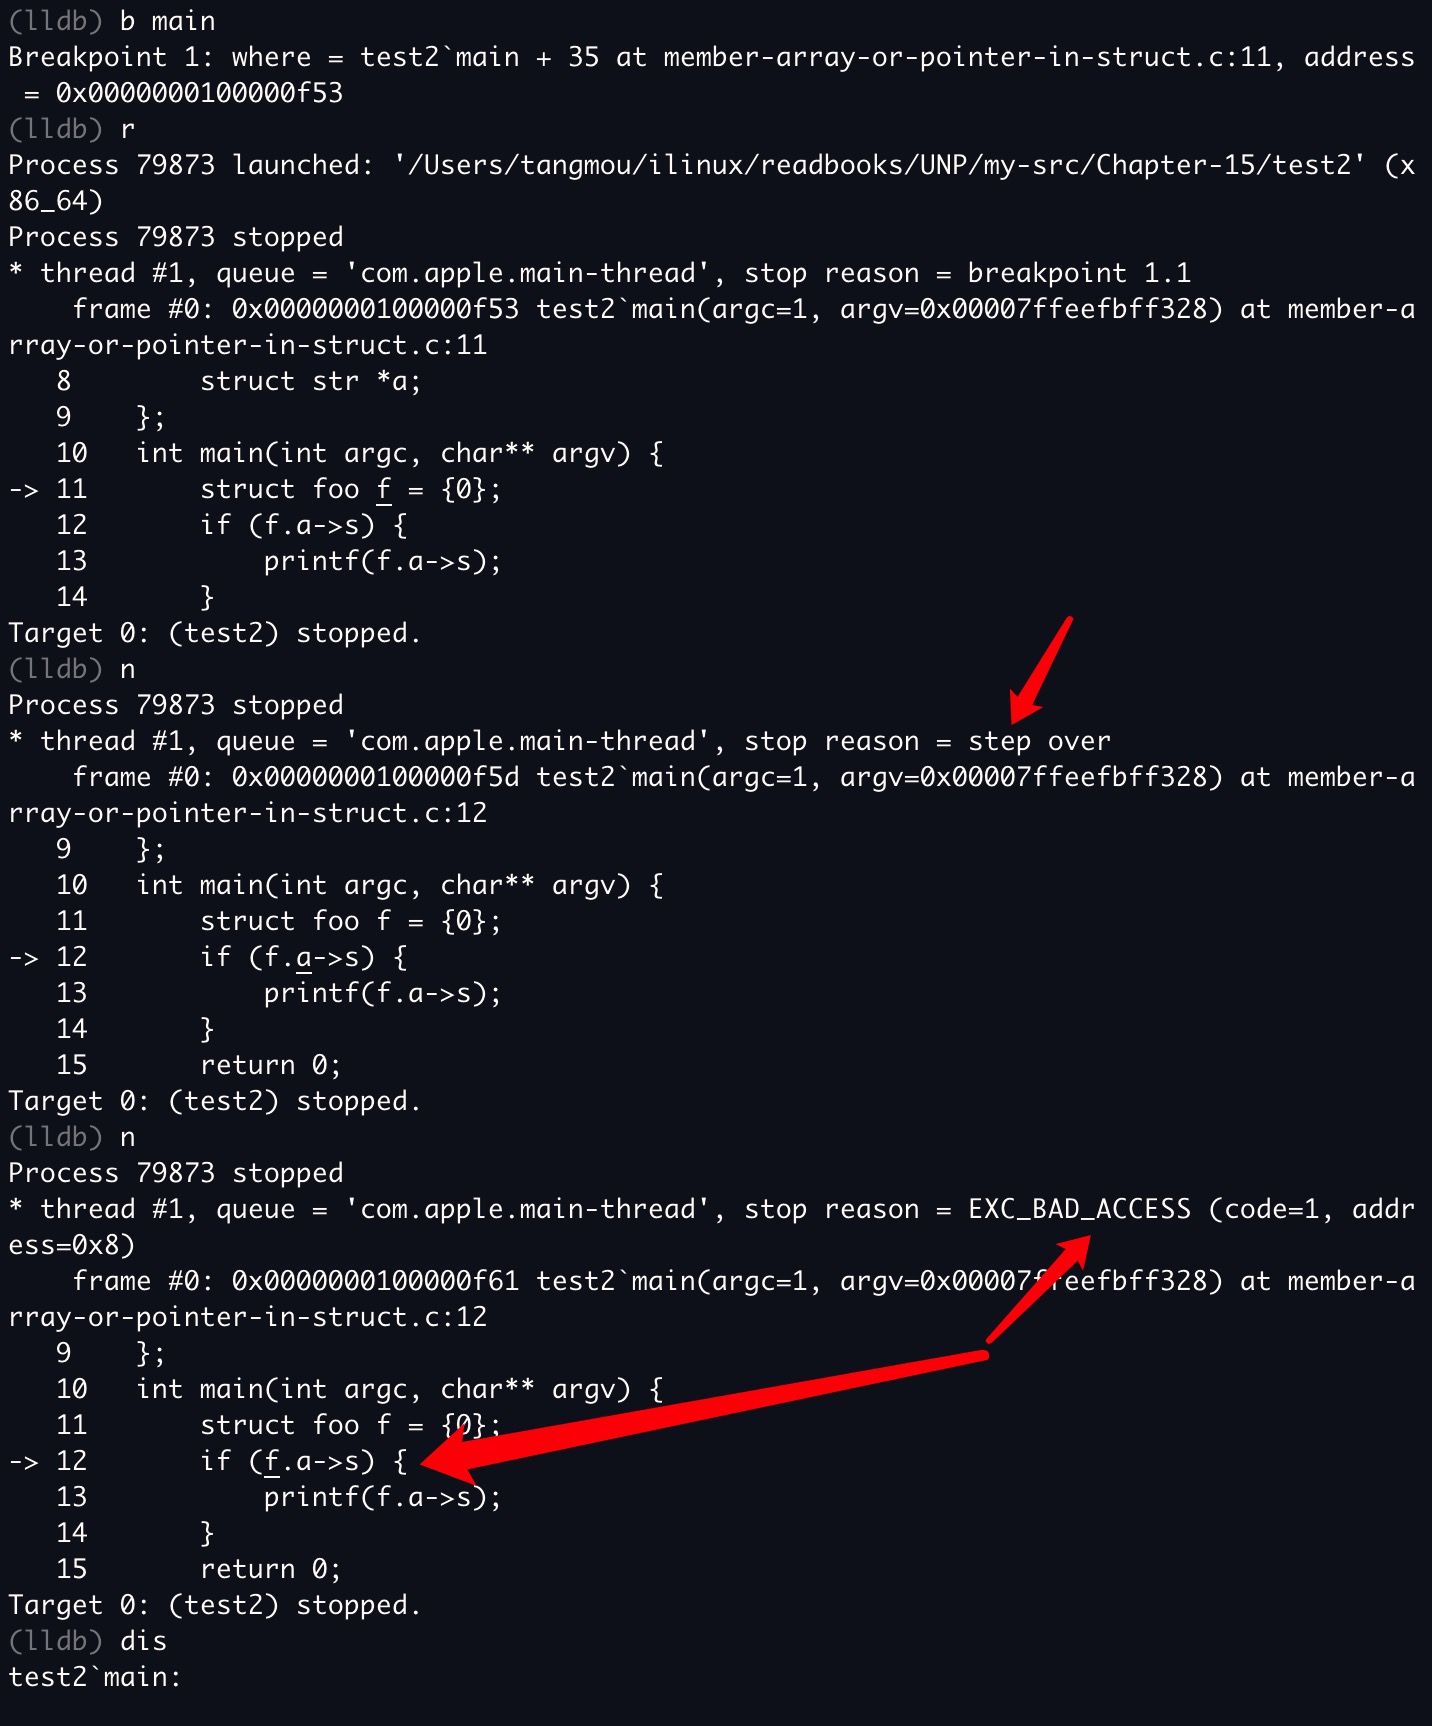 (lldb) b main
Breakpoint 1: where = test2`main + 35 at member-array-or-pointer-in-struct.c:11, address
 = 0x0000000100000f53
(lldb) r
Process 79873 launched: '/Users/tangmou/ilinux/readbooks/UNP/my-src/Chapter-15/test2' (x
86_64)
Process 79873 stopped
* thread #1, queue = 'com.apple.main-thread', stop reason = breakpoint 1.1
    frame #0: 0x0000000100000f53 test2`main(argc=1, argv=0x00007ffeefbff328) at member-a
rray-or-pointer-in-struct.c:11
   8        struct str *a;
   9    };
   10   int main(int argc, char** argv) {
-> 11       struct foo f = {0};
   12       if (f.a->s) {
   13           printf(f.a->s);
   14       }
Target 0: (test2) stopped.
(lldb) n
Process 79873 stopped
* thread #1, queue = 'com.apple.main-thread', stop reason = step over
    frame #0: 0x0000000100000f5d test2`main(argc=1, argv=0x00007ffeefbff328) at member-a
rray-or-pointer-in-struct.c:12
   9    };
   10   int main(int argc, char** argv) {
   11       struct foo f = {0};
-> 12       if (f.a->s) {
   13           printf(f.a->s);
   14       }
   15       return 0;
Target 0: (test2) stopped.
(lldb) n
Process 79873 stopped
* thread #1, queue = 'com.apple.main-thread', stop reason = EXC_BAD_ACCESS (code=1, addr
ess=0x8)
    frame #0: 0x0000000100000f61 test2`main(argc=1, argv=0x00007ffeefbff328) at member-a
rray-or-pointer-in-struct.c:12
   9    };
   10   int main(int argc, char** argv) {
   11       struct foo f = {0};
-> 12       if (f.a->s) {
   13           printf(f.a->s);
   14       }
   15       return 0;
Target 0: (test2) stopped.
(lldb) dis
test2`main: